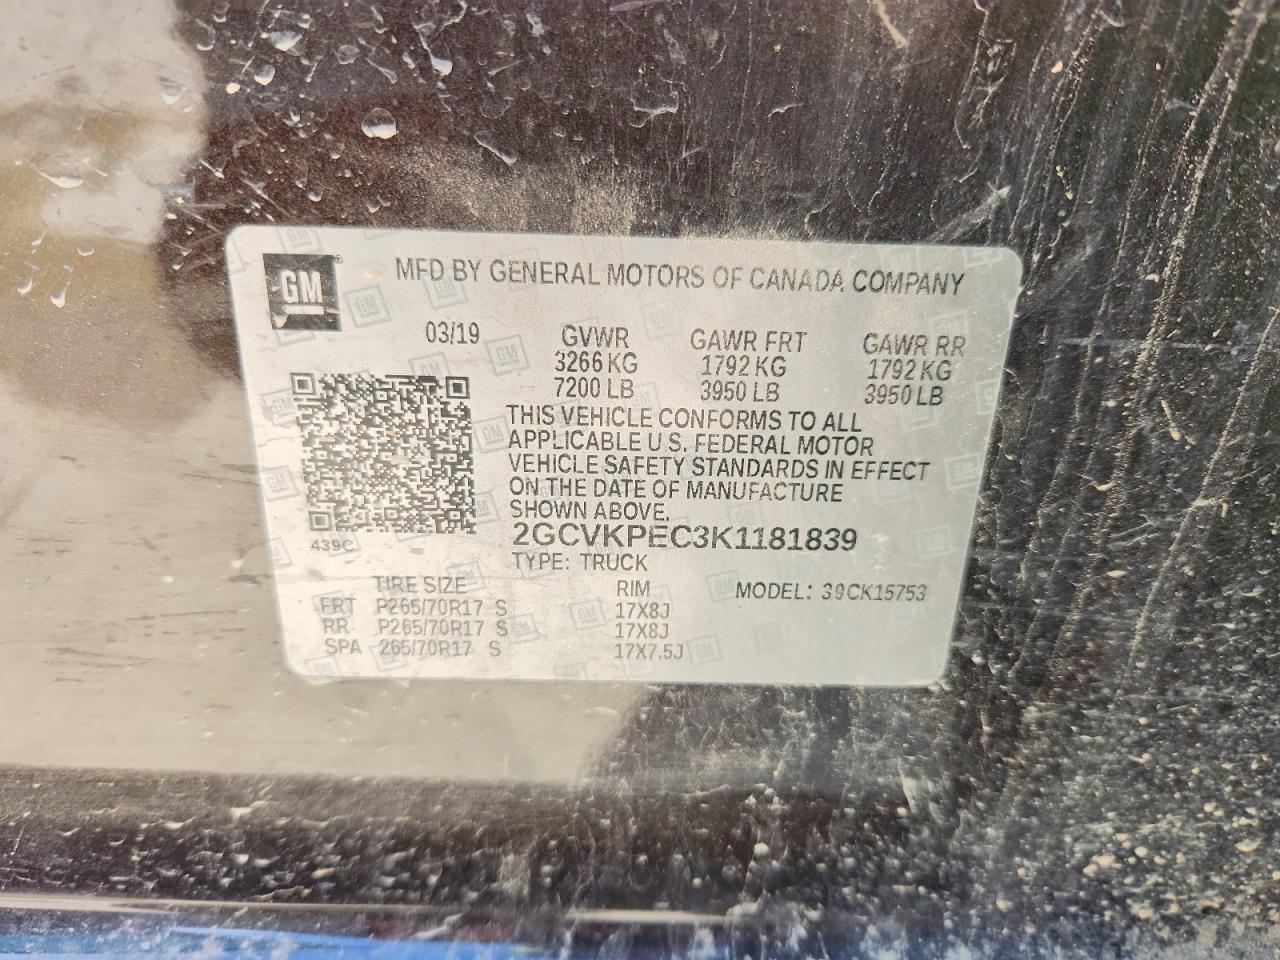 GM
MFD BY GENERAL MOTORS OF CANADA COMPANY
03/19 GVWR GAWR FRT GAWR RR
3266 KG 1792 KG 1792 KG
7200 LB 3950 LB 3950 LB
THIS VEHICLE CONFORMS TO ALL
APPLICABLE U.S. FEDERAL MOTOR
VEHICLE SAFETY STANDARDS IN EFFECT
ON THE DATE OF MANUFACTURE
SHOWN ABOVE.
2GCVKPEC3K1181839
439C
TYPE: TRUCK
TIRE SIZE RIM MODEL: 39CK15753
FRT P265/70R17 S 17X8J
RR P265/70R17 S 17X8J
SPA 265/70R17 S 17X7.5J